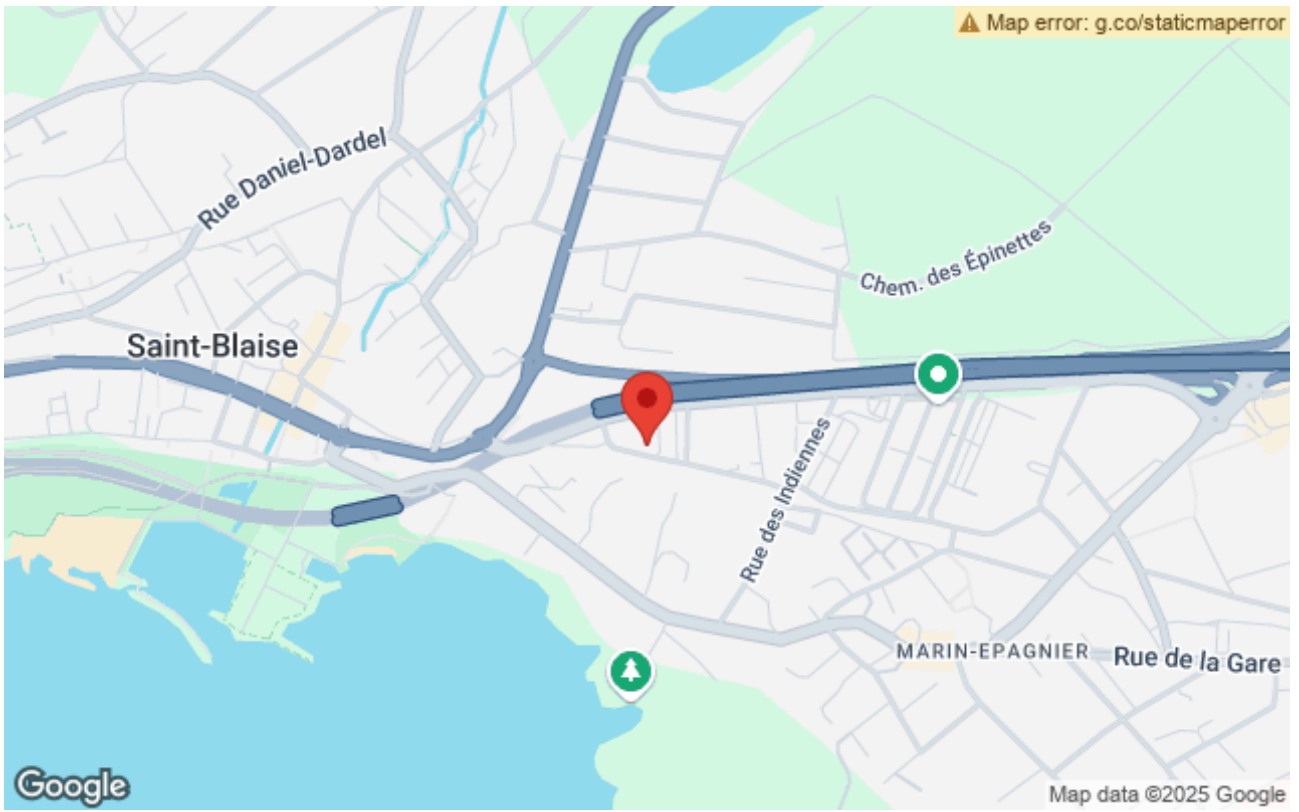 Map error: g.co/staticmaperror
Rue Daniel-Dardel
Chem. des Épinettes
Saint-Blaise
Rue des Indiennes
MARIN-EPAGNIER
Rue de la Gare
Google
Map data ©2025 Google